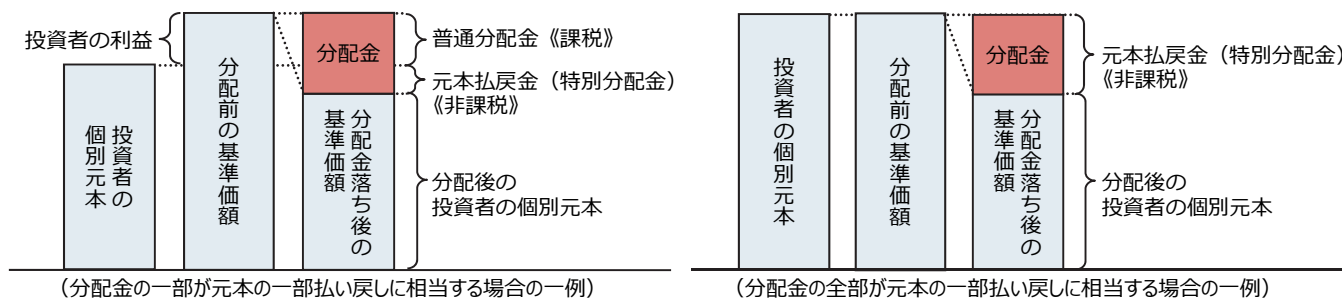 投資者の利益
投資者の
個別元本
分配前の基準価額
分配金
分配金落ち後の
基準価額
普通分配金《課税》
元本払戻金（特別分配金）
《非課税》
分配後の
投資者の個別元本
（分配金の一部が元本の一部払い戻しに相当する場合の一例）
投資者の個別元本
分配前の基準価額
分配金
分配金落ち後の
基準価額
元本払戻金（特別分配金）
《非課税》
分配後の
投資者の個別元本
（分配金の全部が元本の一部払い戻しに相当する場合の一例）